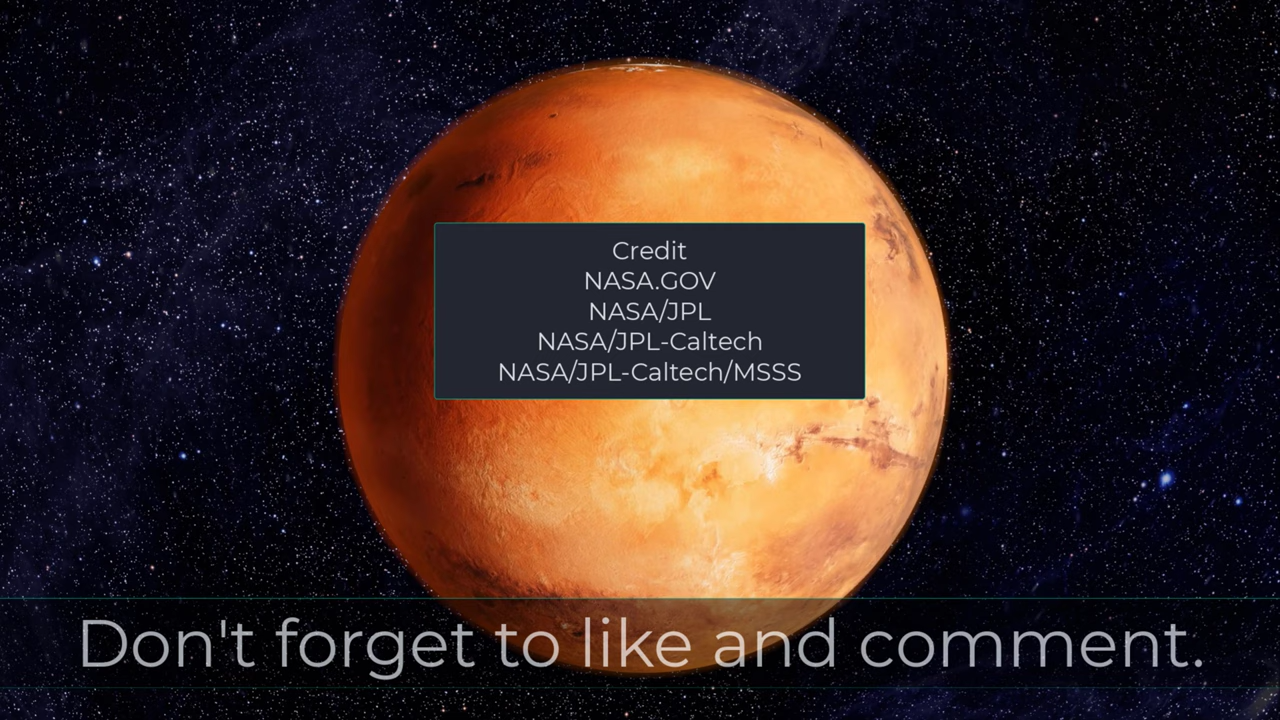 Credit
NASA.GOV
NASA/JPL
NASA/JPL-Caltech
NASA/JPL-Caltech/MSSS
Don't forget to like and comment.